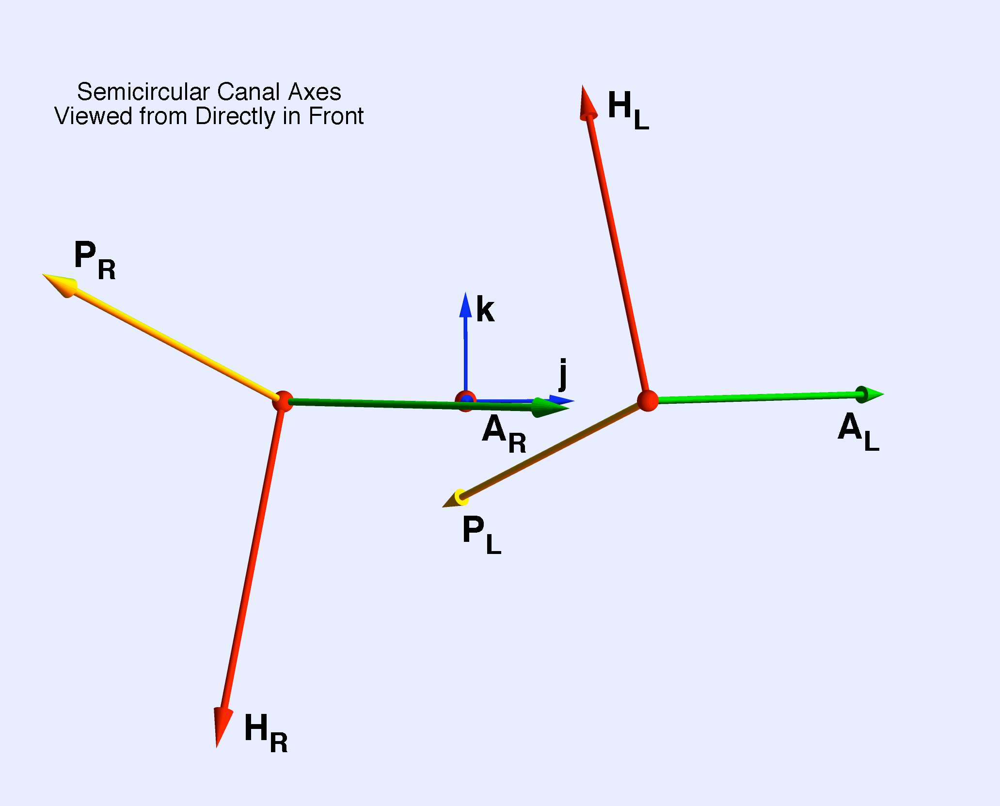 Semicircular Canal Axes
Viewed from Directly in Front
H_L
P_R
k
j
A_R
A_L
P_L
H_R